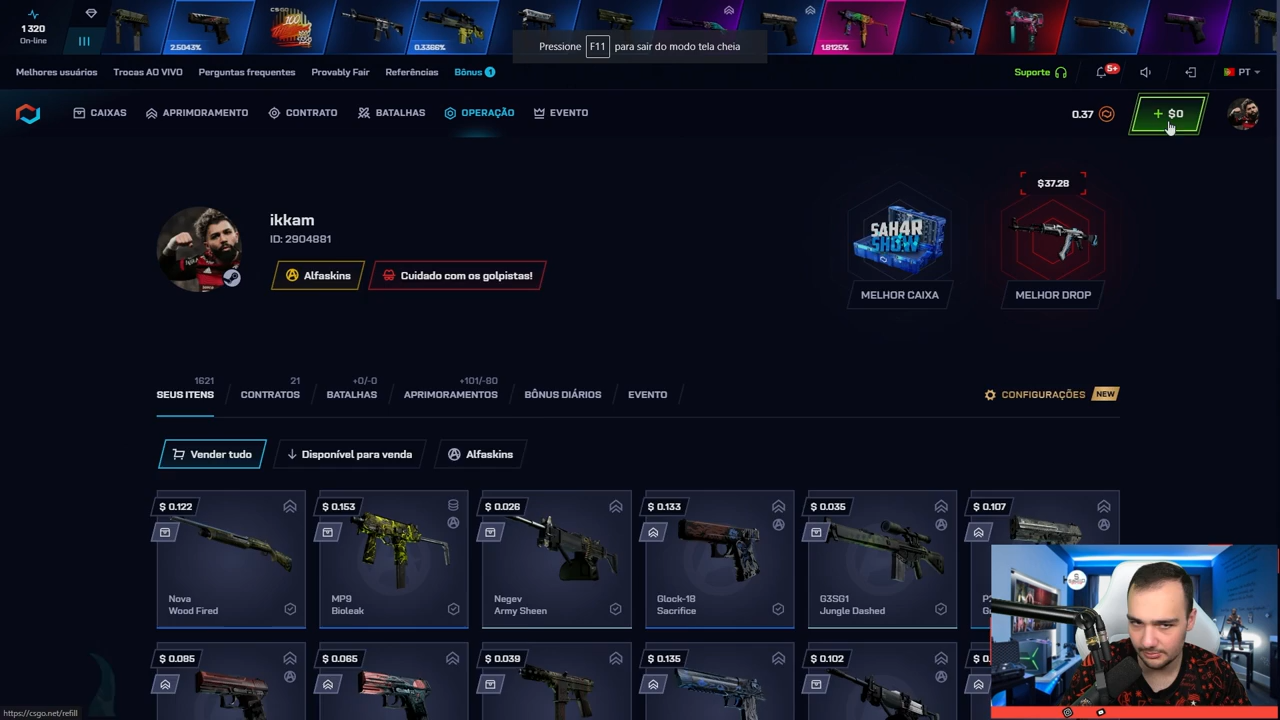 1 320
On-line
2.5043%
0.3366%
1.8125%
Pressione F11 para sair do modo tela cheia
Melhores usuários Trocas AO VIVO Perguntas frequentes Provably Fair Referências Bônus 1
Suporte 5+ PT
CAIXAS APRIMORAMENTO CONTRATO BATALHAS OPERAÇÃO EVENTO
0.37 + $0
ikkam
ID: 2904881
Alfaskins Cuidado com os golpistas!
SAH4R
SHOW
MELHOR CAIXA
$37.28
MELHOR DROP
1621 21 +0/-0 +101/-80
SEUS ITENS CONTRATOS BATALHAS APRIMORAMENTOS BÔNUS DIÁRIOS EVENTO
CONFIGURAÇÕES NEW
Vender tudo Disponível para venda Alfaskins
$ 0.122 $ 0.153 $ 0.026 $ 0.133 $ 0.035 $ 0.107
Nova MP9 Negev Glock-18 G3SG1
Wood Fired Bioleak Army Sheen Sacrifice Jungle Dashed
$ 0.085 $ 0.065 $ 0.039 $ 0.135 $ 0.102
https://csgo.net/refill